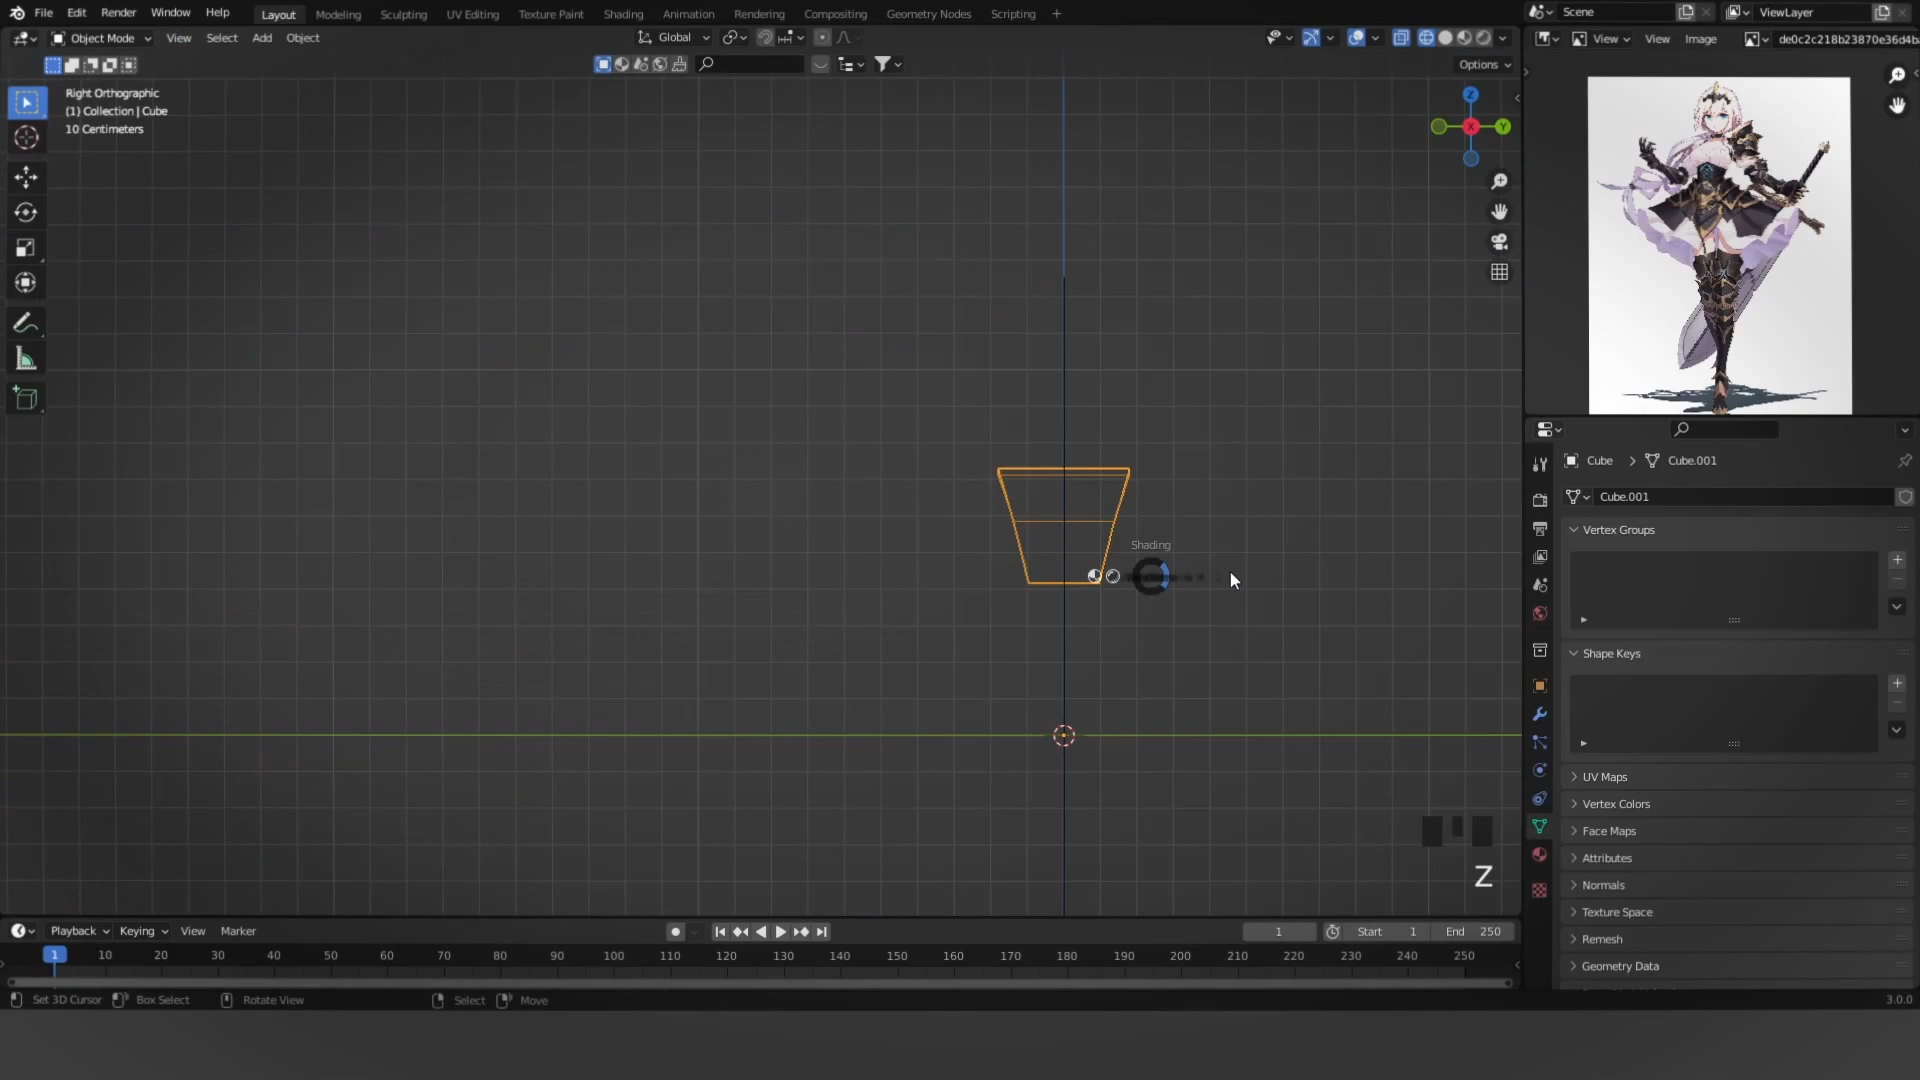 File Edit Render Window Help Layout Modeling Sculpting UV Editing Texture Paint Shading Animation Rendering Compositing Geometry Nodes Scripting + Scene ViewLayer
Object Mode View Select Add Object Global View View Image de0c2c218b23870e36d4b
Options
Right Orthographic
(1) Collection | Cube
10 Centimeters
Z
X
Y
Cube > Cube.001
Cube.001
Vertex Groups
Shading
Shape Keys
UV Maps
Vertex Colors
Face Maps
Attributes
Z
Normals
Texture Space
Playback Keying View Marker 1 Start 1 End 250
Remesh
1 10 20 30 40 50 60 70 80 90 100 110 120 130 140 150 160 170 180 190 200 210 220 230 240 250
Geometry Data
Set 3D Cursor Box Select Rotate View Select Move 3.0.0